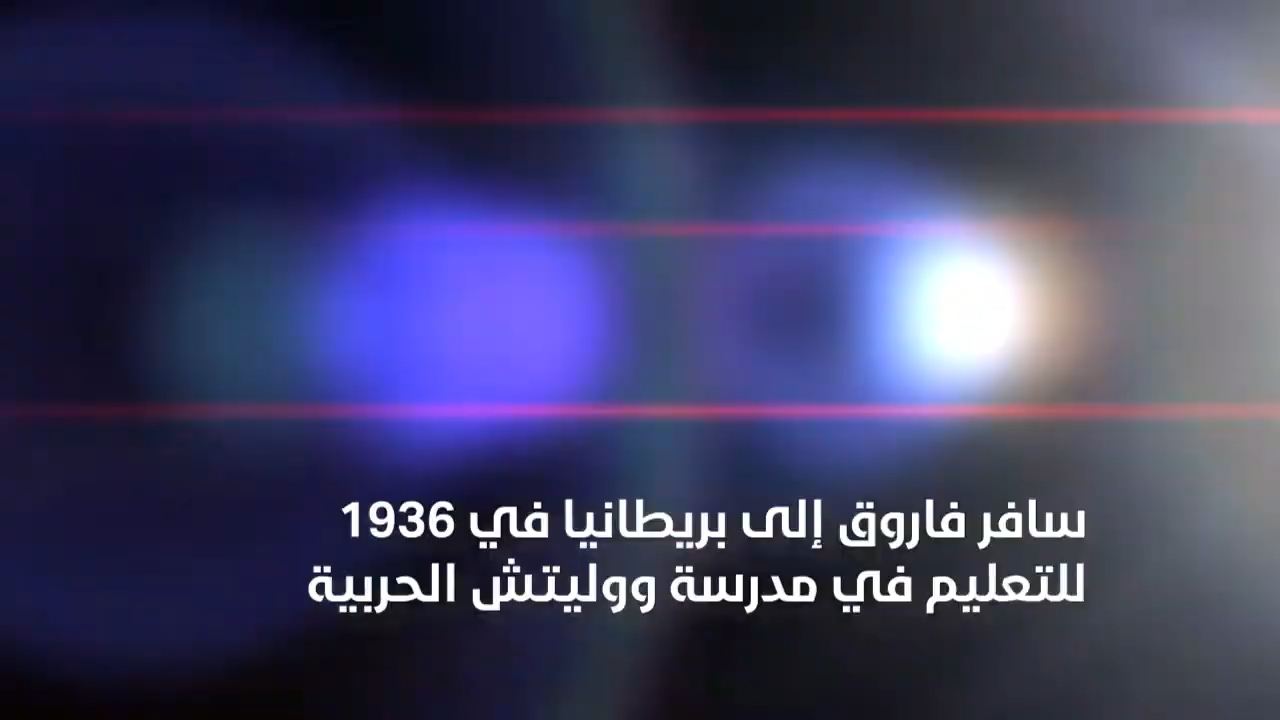 سافر فاروق إلى بريطانيا في 1936
للتعليم في مدرسة ووليتش الحربية